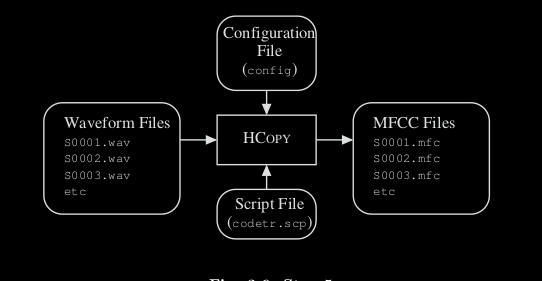 Configuration
File
(config)
Waveform Files
S0001.wav
S0002.wav
S0003.wav
etc
HCOPY
MFCC Files
S0001.mfc
S0002.mfc
S0003.mfc
etc
Script File
(codetr.scp)